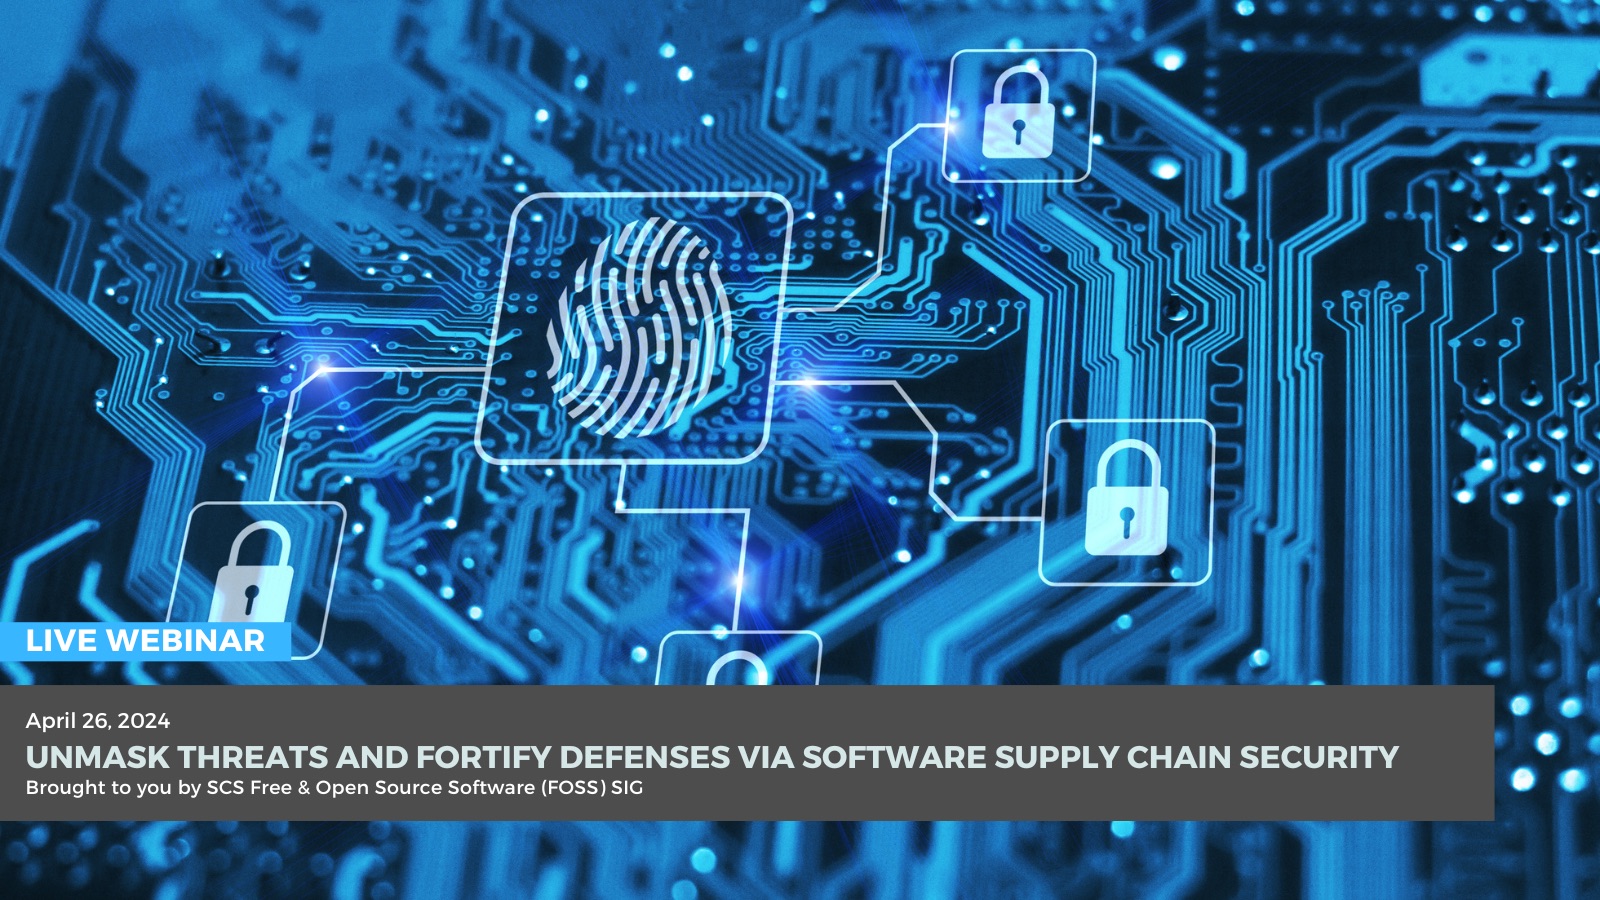 LIVE WEBINAR
April 26, 2024
UNMASK THREATS AND FORTIFY DEFENSES VIA SOFTWARE SUPPLY CHAIN SECURITY
Brought to you by SCS Free & Open Source Software (FOSS) SIG